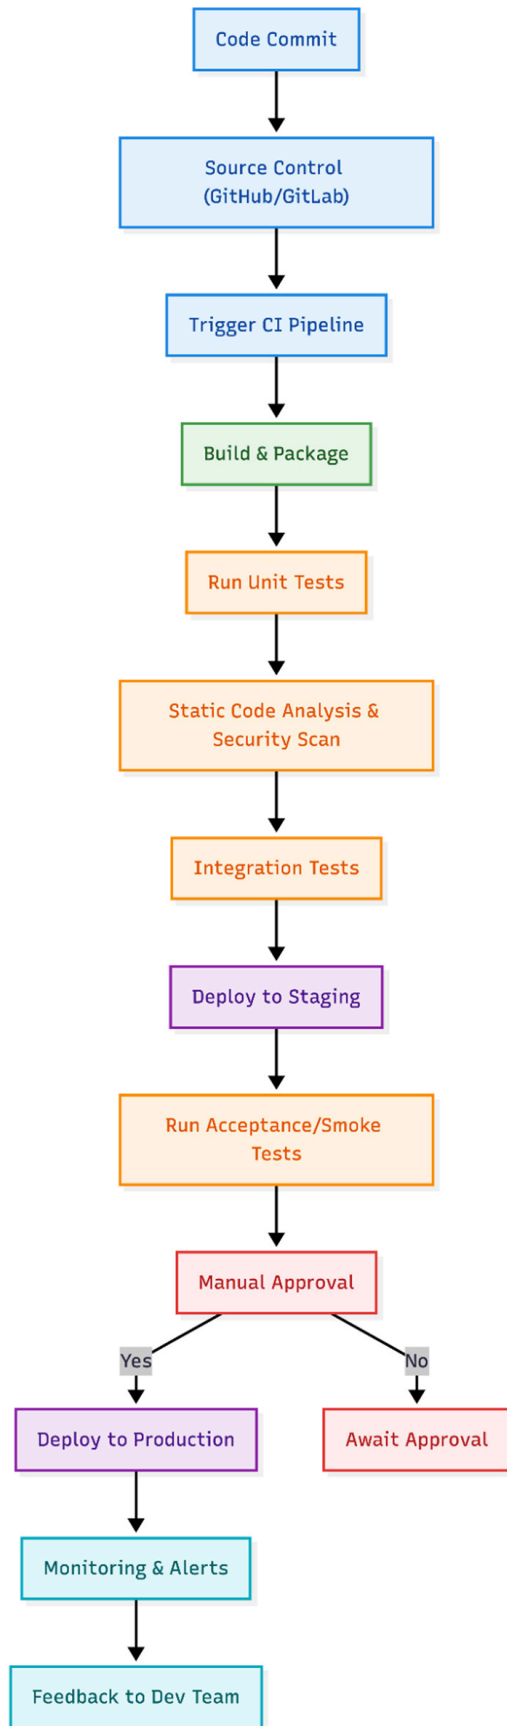 Code Commit
Source Control
(GitHub/GitLab)
Trigger CI Pipeline
Build & Package
Run Unit Tests
Static Code Analysis &
Security Scan
Integration Tests
Deploy to Staging
Run Acceptance/Smoke
Tests
Manual Approval
Yes
No
Deploy to Production
Await Approval
Monitoring & Alerts
Feedback to Dev Team